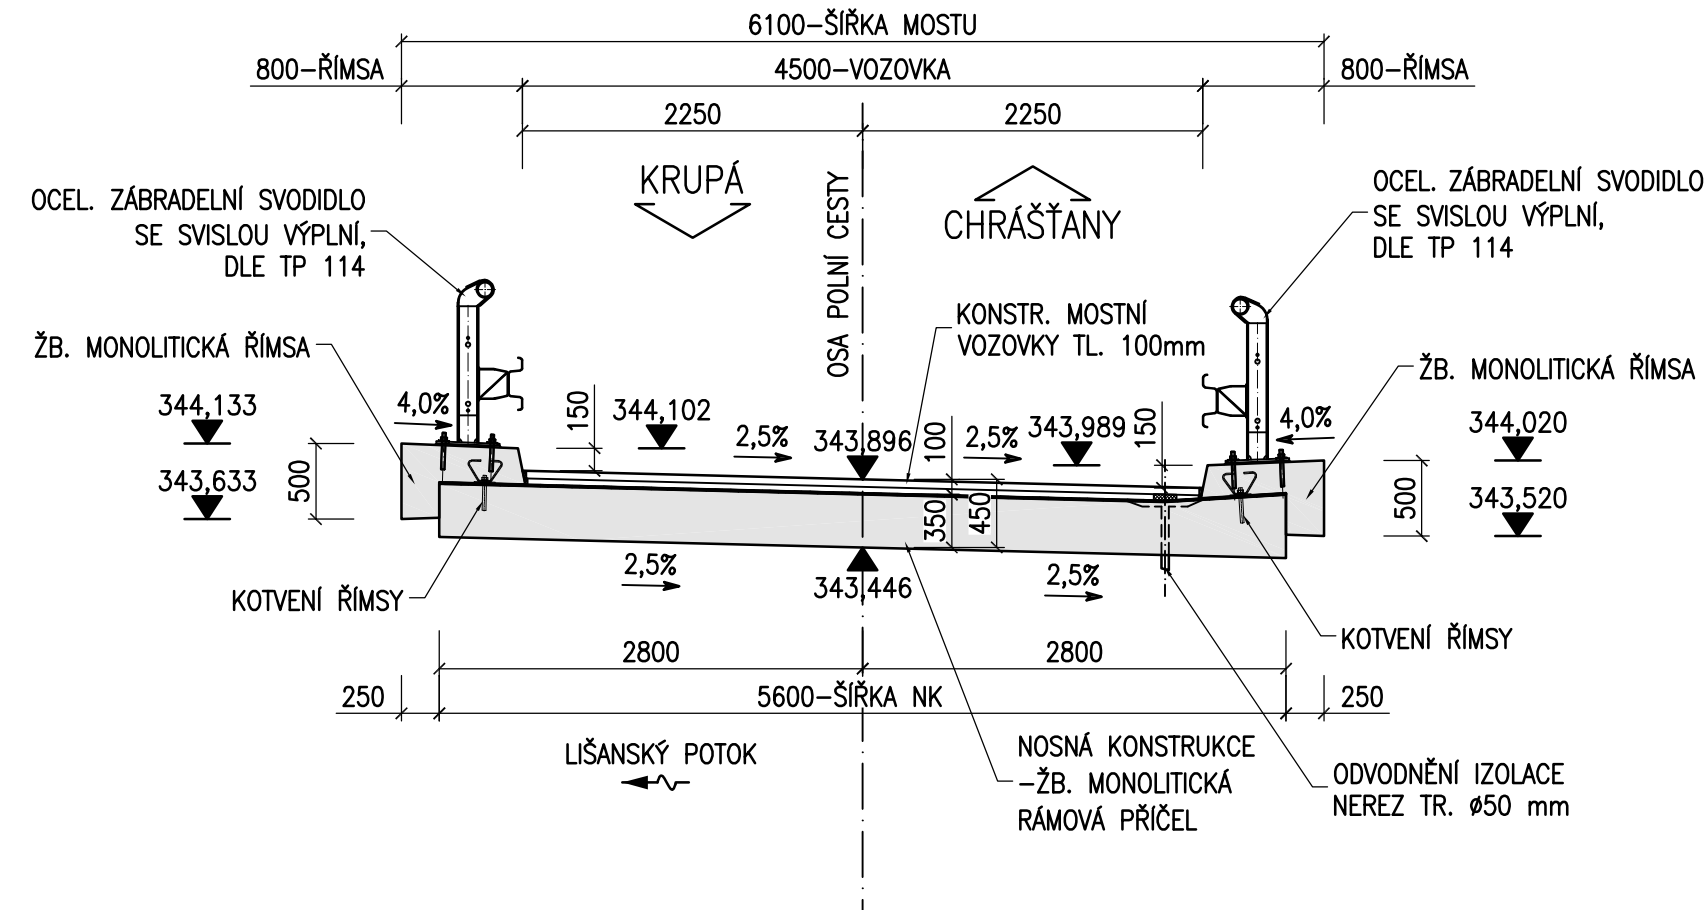 6100-ŠÍŘKA MOSTU
800-ŘÍMSA
4500-VOZOVKA
800-ŘÍMSA
2250
2250
KRUPÁ
CHRÁŠŤANY
OSA POLNÍ CESTY
OCEL. ZÁBRADELNÍ SVODIDLO
SE SVISLOU VÝPLNÍ,
DLE TP 114
OCEL. ZÁBRADELNÍ SVODIDLO
SE SVISLOU VÝPLNÍ,
DLE TP 114
KONSTR. MOSTNÍ
VOZOVKY TL. 100mm
ŽB. MONOLITICKÁ ŘÍMSA
ŽB. MONOLITICKÁ ŘÍMSA
344,133
4,0%
150
344,102
2,5%
343,896
100
2,5%
343,989
150
4,0%
344,020
343,633
500
350
450
500
343,520
2,5%
343,446
2,5%
KOTVENÍ ŘÍMSY
KOTVENÍ ŘÍMSY
2800
2800
250
5600-ŠÍŘKA NK
250
LIŠANSKÝ POTOK
NOSNÁ KONSTRUKCE
-ŽB. MONOLITICKÁ
RÁMOVÁ PŘÍČEL
ODVODNĚNÍ IZOLACE
NEREZ TR. ø50 mm